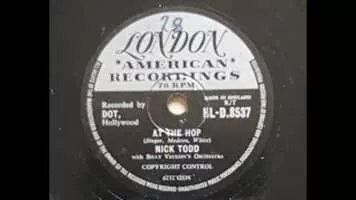 28
LONDON
*AMERICAN*
RECORDINGS
78 RPM
Recorded by
DOT,
Hollywood
MADE IN ENGLAND
R/T
HL-D.8537
AT THE HOP
(Singer, Medora, White)
NICK TODD
with BILLY VAUGHN'S ORCHESTRA
COPYRIGHT CONTROL